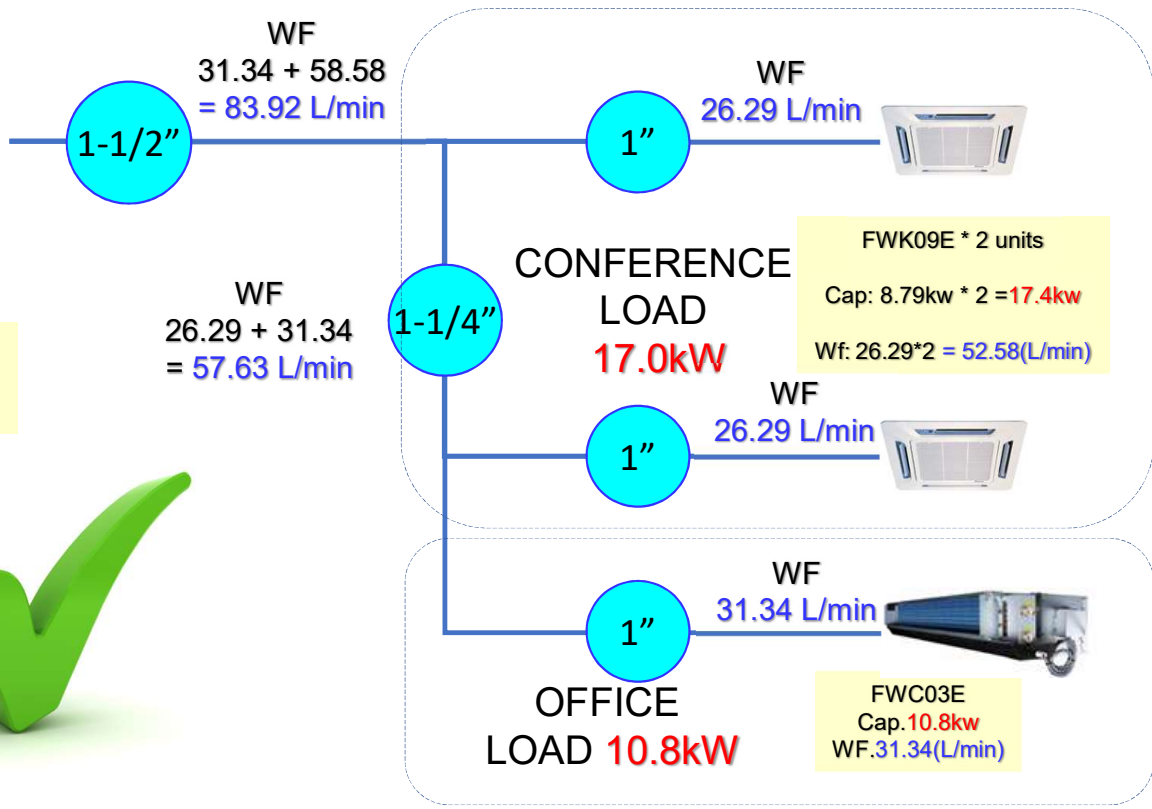 WF
31.34 + 58.58
= 83.92 L/min
1-1/2”
1”
WF
26.29 L/min
FWK09E * 2 units
Cap: 8.79kw * 2 =17.4kw
Wf: 26.29*2 = 52.58(L/min)
CONFERENCE
LOAD
17.0kW
WF
26.29 + 31.34
= 57.63 L/min
1-1/4”
WF
26.29 L/min
1”
WF
31.34 L/min
1”
OFFICE
LOAD 10.8kW
FWC03E
Cap.10.8kw
WF.31.34(L/min)